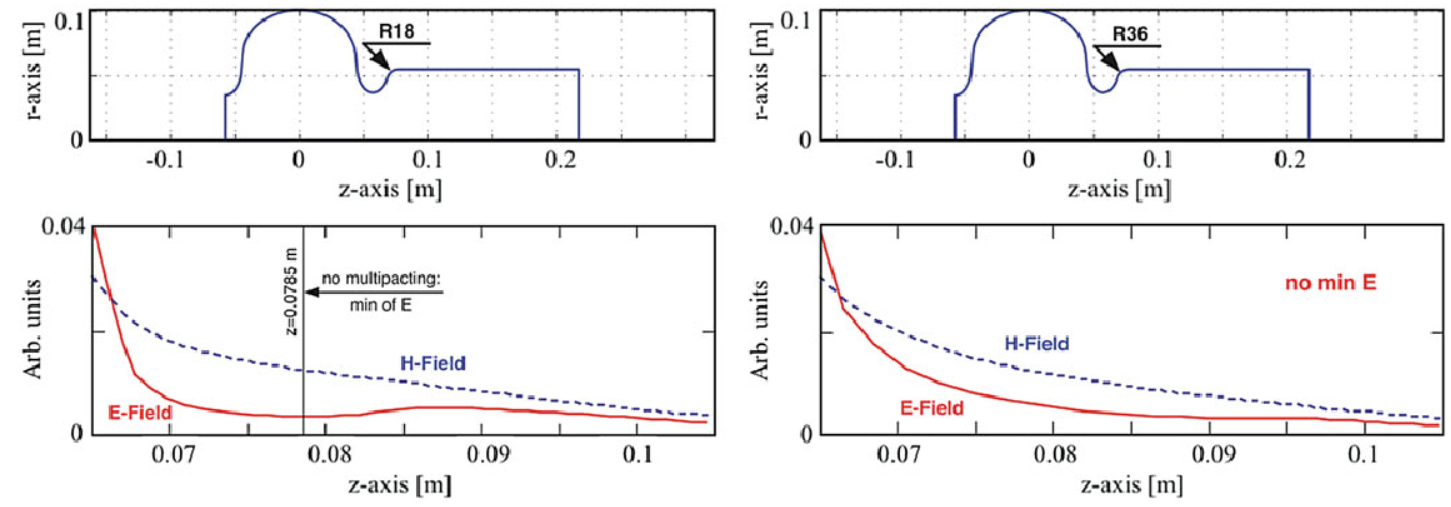 0.1
r-axis [m]
R18
0
-0.1
0
0.1
0.2
z-axis [m]
0.1
r-axis [m]
R36
0
-0.1
0
0.1
0.2
z-axis [m]
0.04
Arb. units
z=0.0785 m
no multipacting:
min of E
H-Field
E-Field
0
0.07
0.08
0.09
0.1
z-axis [m]
0.04
Arb. units
no min E
H-Field
E-Field
0
0.07
0.08
0.09
0.1
z-axis [m]